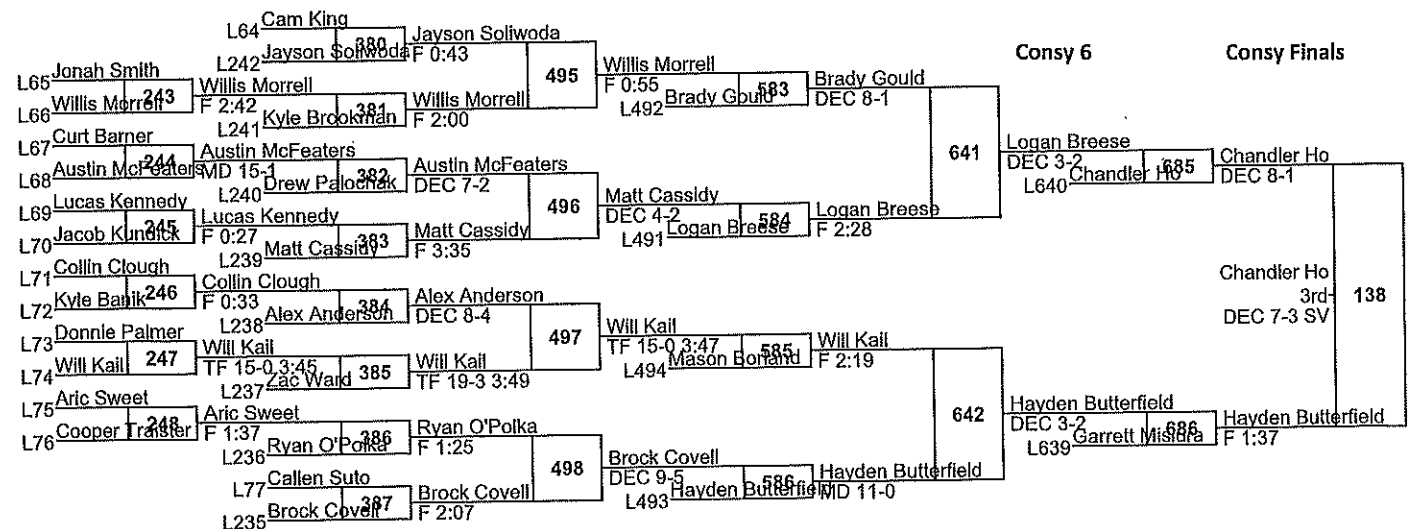 Consy 6
Consy Finals
L64 Cam King
380
L242 Jayson Soliwoda
Jayson Soliwoda
F 0:43
L65 Jonah Smith
243
L66 Willis Morrell
Willis Morrell
F 2:42
381
L241 Kyle Brookman
Willis Morrell
F 2:00
495
Willis Morrell
F 0:55
583
L492 Brady Gould
Brady Gould
DEC 8-1
L67 Curt Barner
244
L68 Austin McFeaters
Austin McFeaters
MD 15-1
382
L240 Drew Palochak
Austin McFeaters
DEC 7-2
L69 Lucas Kennedy
245
L70 Jacob Kundick
Lucas Kennedy
F 0:27
383
L239 Matt Cassidy
Matt Cassidy
F 3:35
496
Matt Cassidy
DEC 4-2
584
L491 Logan Breese
Logan Breese
F 2:28
641
Logan Breese
DEC 3-2
685
L640 Chandler Ho
Chandler Ho
DEC 8-1
L71 Collin Clough
246
L72 Kyle Banik
Collin Clough
F 0:33
384
L238 Alex Anderson
Alex Anderson
DEC 8-4
L73 Donnie Palmer
247
L74 Will Kail
Will Kail
TF 15-0 3:45
385
L237 Zac Ward
Will Kail
TF 19-3 3:49
497
Will Kail
TF 15-0 3:47
585
L494 Mason Bonand
Will Kail
F 2:19
L75 Aric Sweet
248
L76 Cooper Traister
Aric Sweet
F 1:37
386
L236 Ryan O'Polka
Ryan O'Polka
F 1:25
L77 Callen Suto
387
L235 Brock Covell
Brock Covell
F 2:07
498
Brock Covell
DEC 9-5
586
L493 Hayden Butterfield
Hayden Butterfield
MD 11-0
642
Hayden Butterfield
DEC 3-2
686
L639 Garrett Misiura
Hayden Butterfield
F 1:37
138
Chandler Ho
3rd
DEC 7-3 SV